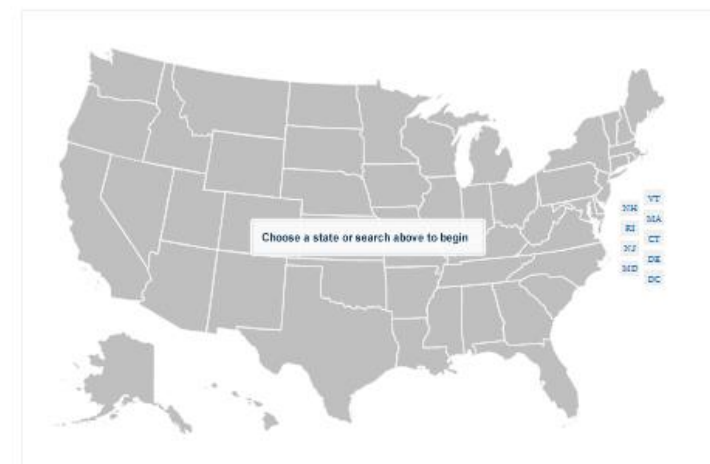 Choose a state or search above to begin
VT
NH
MA
RI
CT
NJ
DE
MD
DC